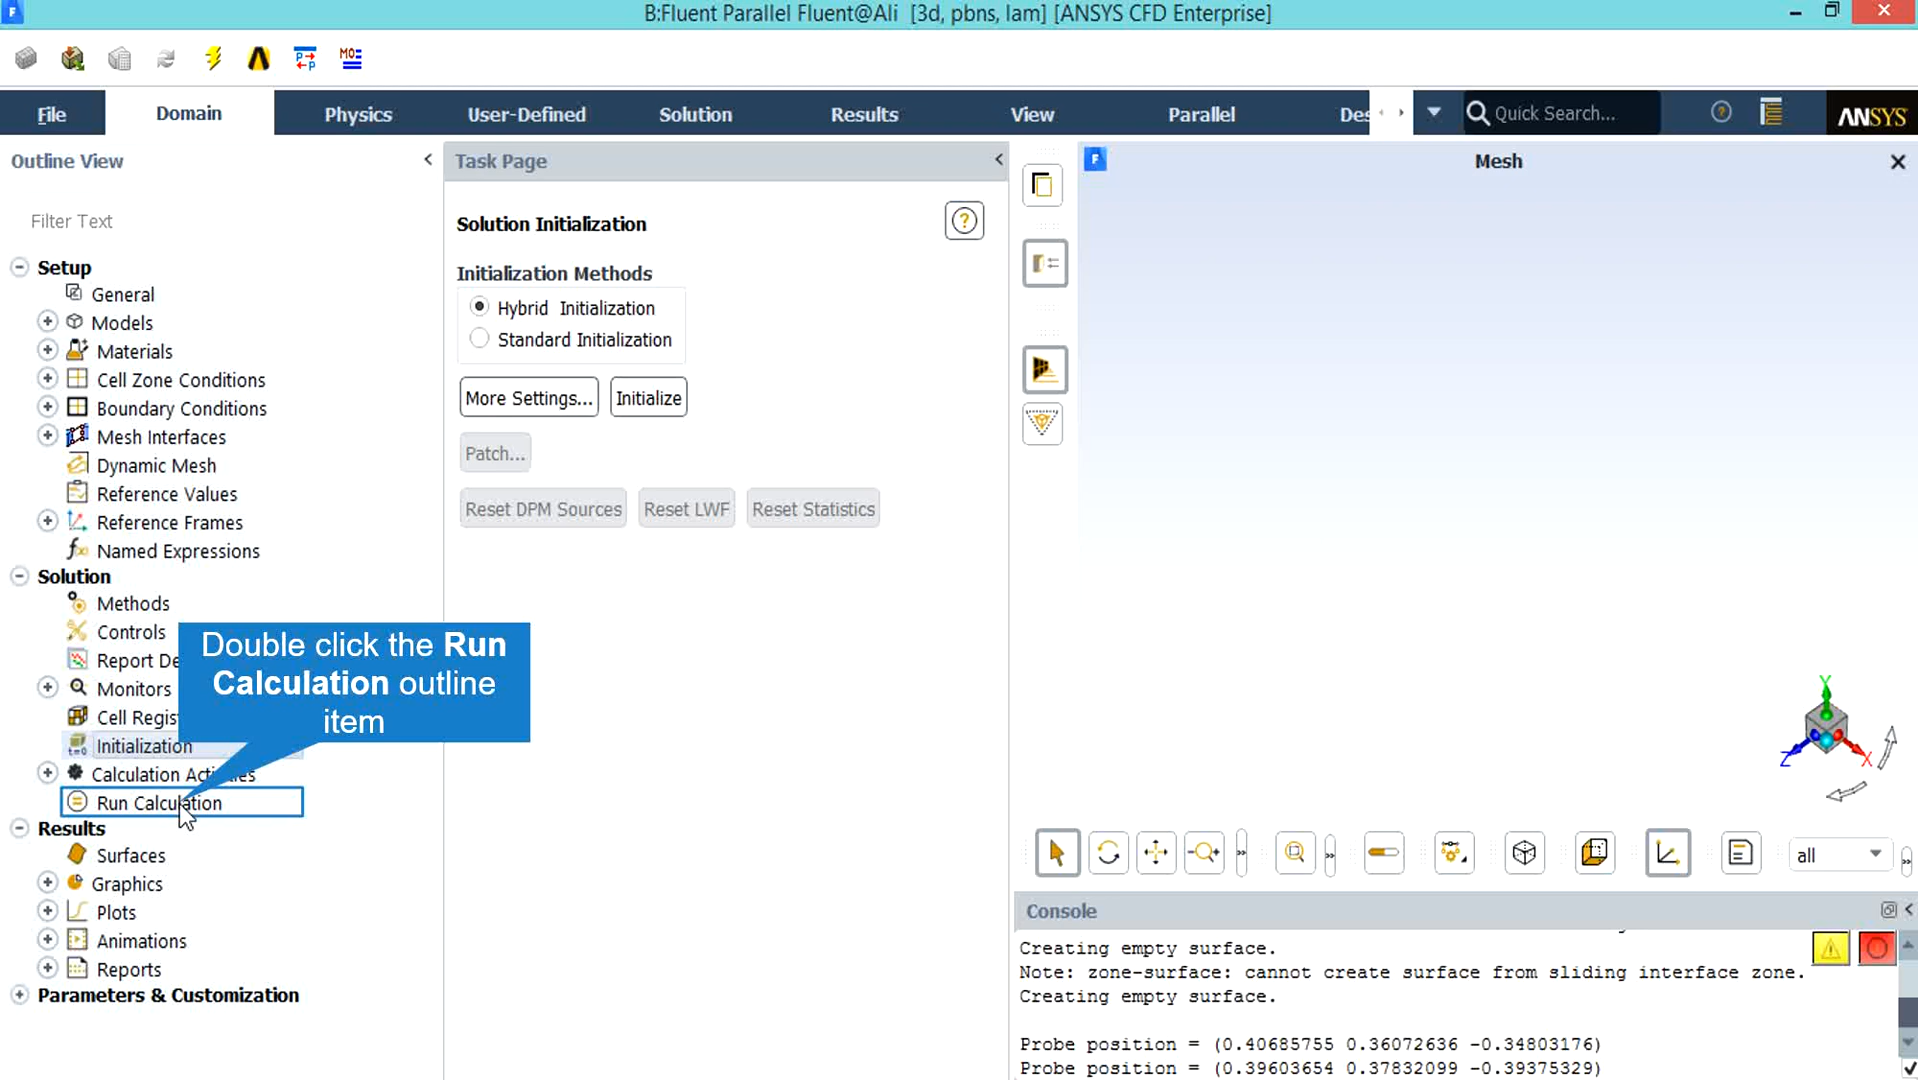 B:Fluent Parallel Fluent@Ali [3d, pbns, lam] [ANSYS CFD Enterprise]
File
Domain
Physics
User-Defined
Solution
Results
View
Parallel
Des
Quick Search...
ANSYS
Outline View
Filter Text
Setup
General
Models
Materials
Cell Zone Conditions
Boundary Conditions
Mesh Interfaces
Dynamic Mesh
Reference Values
Reference Frames
Named Expressions
Solution
Methods
Controls
Report De
Monitors
Cell Regis
Initialization
Calculation Activities
Run Calculation
Results
Surfaces
Graphics
Plots
Animations
Reports
Parameters & Customization
Double click the Run
Calculation outline
item
Task Page
Solution Initialization
Initialization Methods
Hybrid Initialization
Standard Initialization
More Settings...
Initialize
Patch...
Reset DPM Sources
Reset LWF
Reset Statistics
Mesh
Y
Z
X
all
Console
Creating empty surface.
Note: zone-surface: cannot create surface from sliding interface zone.
Creating empty surface.
Probe position = (0.40685755 0.36072636 -0.34803176)
Probe position = (0.39603654 0.37832099 -0.39375329)